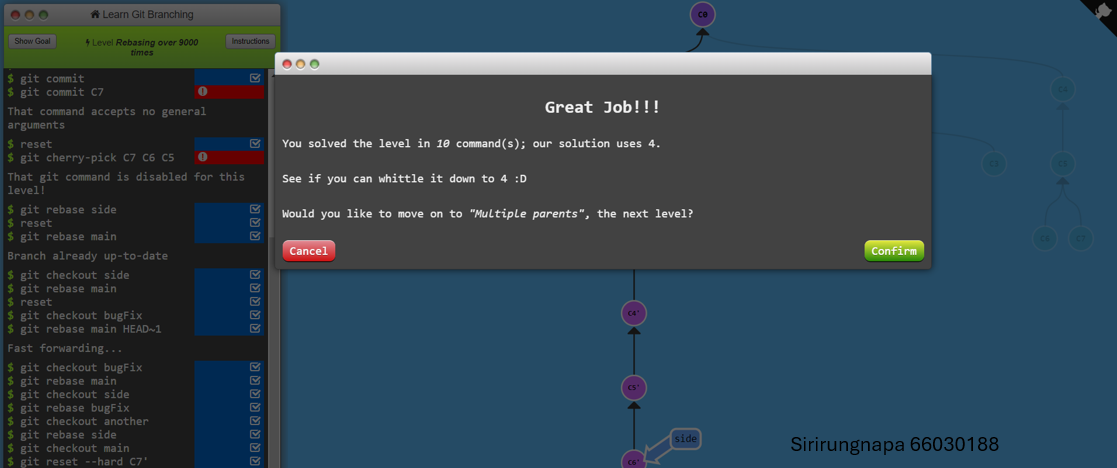 Learn Git Branching
Show Goal
Level Rebasing over 9000 times
Instructions
$ git commit
$ git commit C7
That command accepts no general
arguments
$ reset
$ git cherry-pick C7 C6 C5
That git command is disabled for this
level!
$ git rebase side
$ reset
$ git rebase main
Branch already up-to-date
$ git checkout side
$ git rebase main
$ reset
$ git checkout bugFix
$ git rebase main HEAD~1
Fast forwarding...
$ git checkout bugFix
$ git rebase main
$ git checkout side
$ git rebase bugFix
$ git checkout another
$ git rebase side
$ git checkout main
$ git reset --hard C7'
C0
Great Job!!!
You solved the level in 10 command(s); our solution uses 4.
See if you can whittle it down to 4 :D
Would you like to move on to "Multiple parents", the next level?
Cancel
Confirm
C4'
C5'
C6'
side
Sirirungnapa 66030188